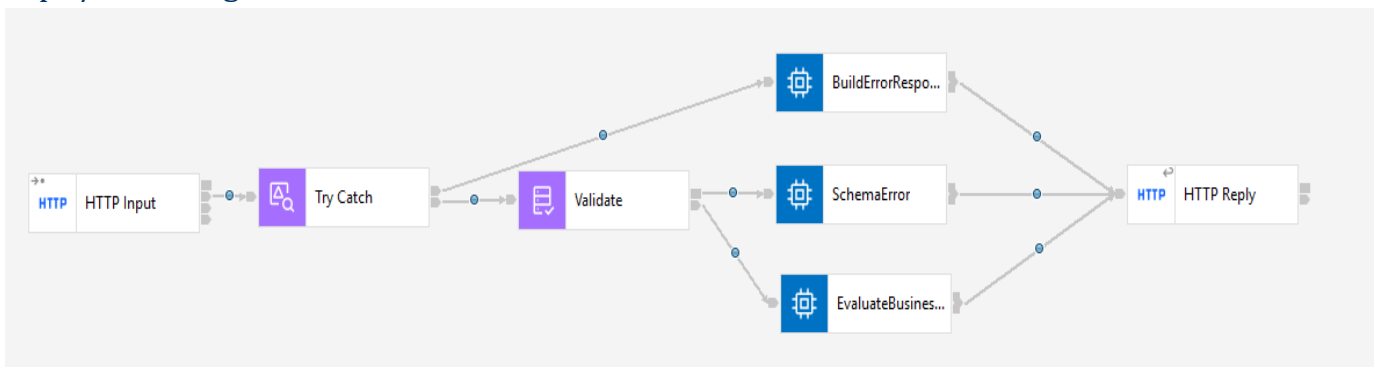 BuildErrorRespo...
HTTP HTTP Input
Try Catch
Validate
SchemaError
HTTP HTTP Reply
EvaluateBusines...